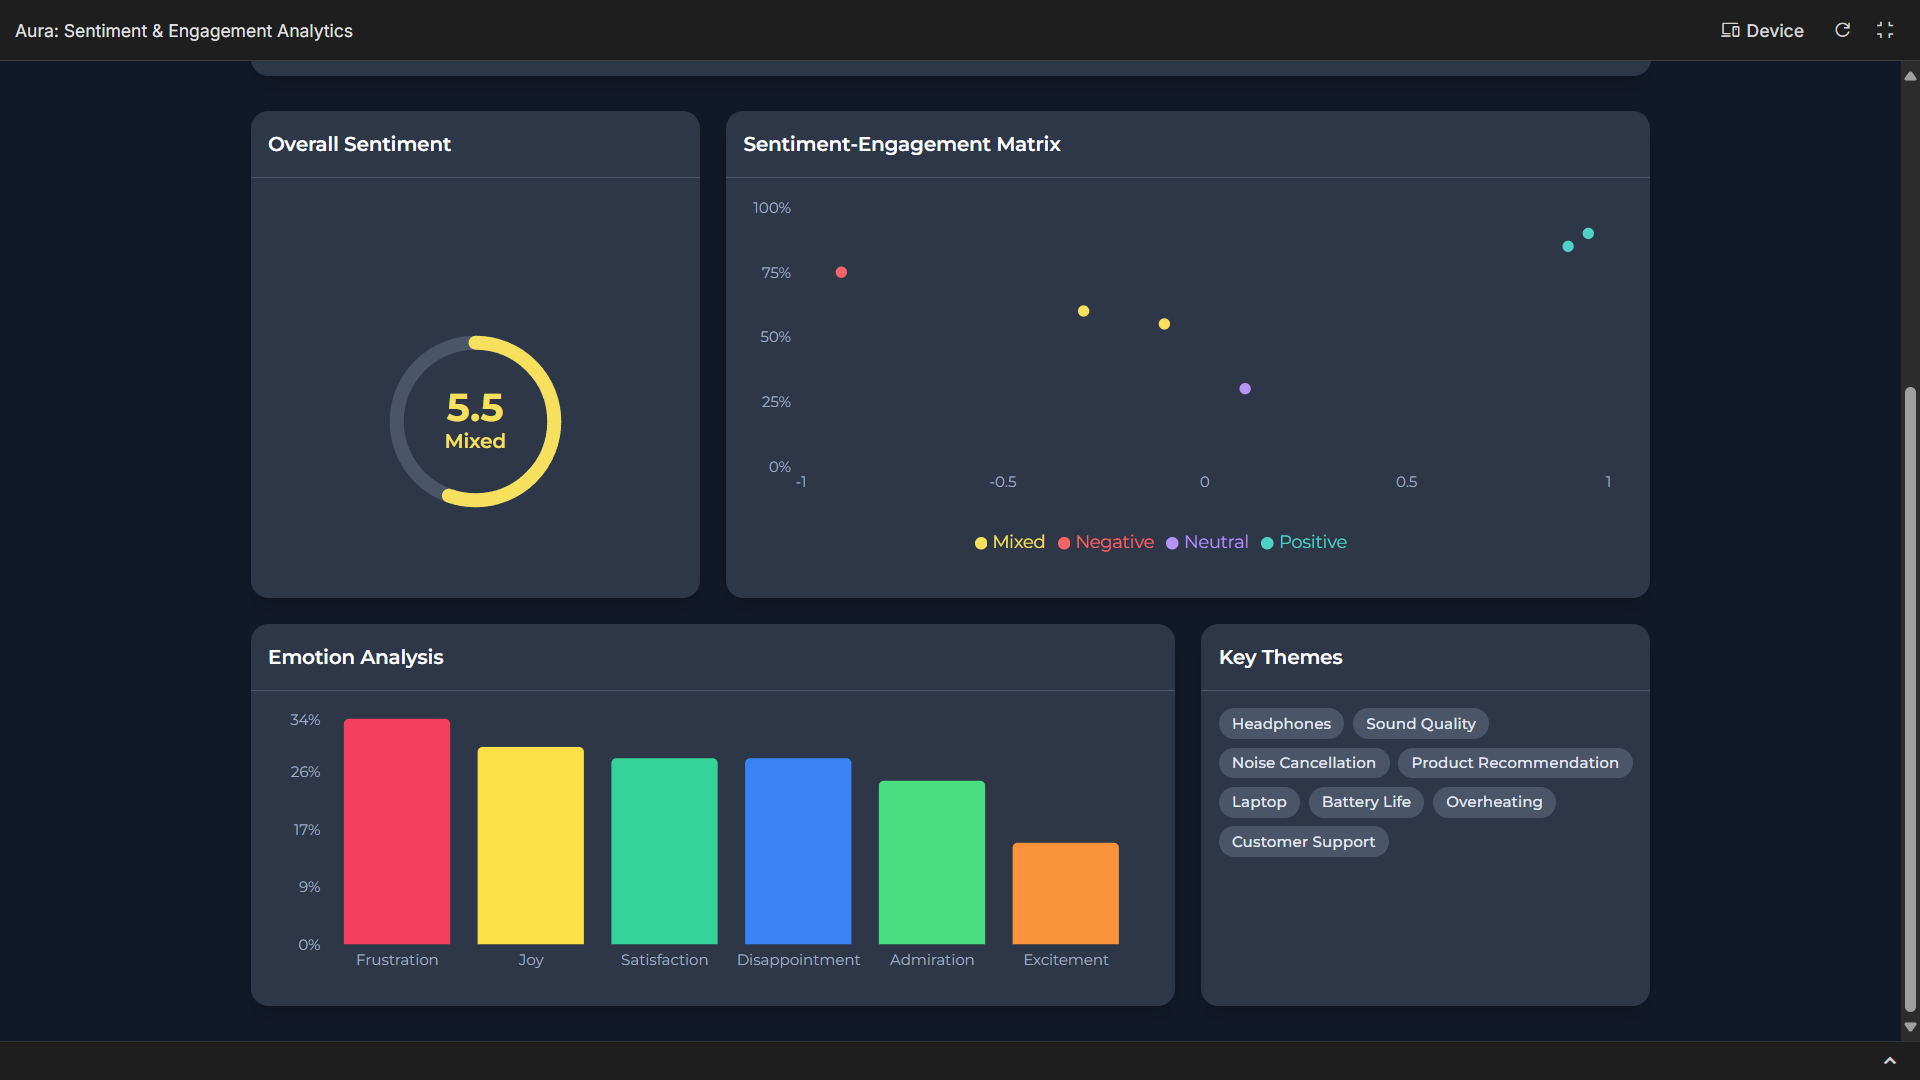 Aura: Sentiment & Engagement Analytics
Device
Overall Sentiment
5.5
Mixed
Sentiment-Engagement Matrix
100%
75%
50%
25%
0%
-1
-0.5
0
0.5
1
Mixed Negative Neutral Positive
Emotion Analysis
34%
26%
17%
9%
0%
Frustration
Joy
Satisfaction
Disappointment
Admiration
Excitement
Key Themes
Headphones
Sound Quality
Noise Cancellation
Product Recommendation
Laptop
Battery Life
Overheating
Customer Support